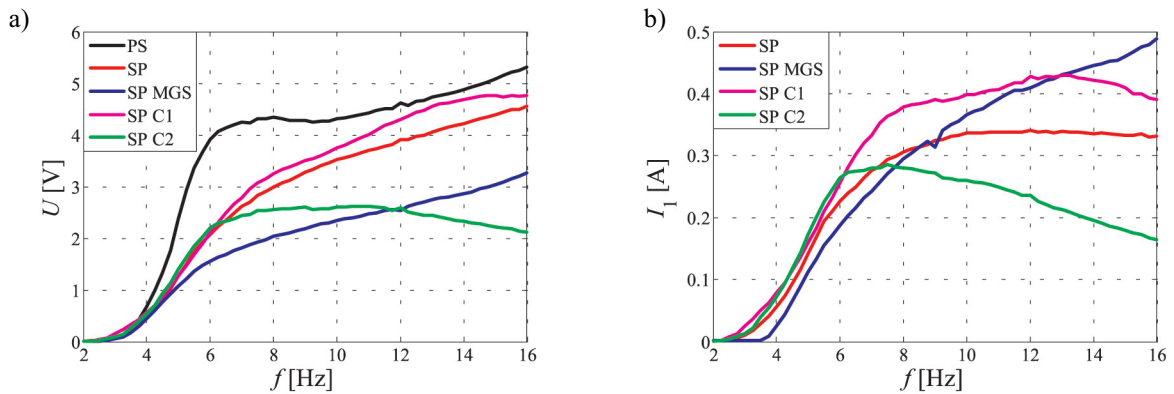 a)
6
5
4
3
2
1
0
U [V]
PS
SP
SP MGS
SP C1
SP C2
2 4 6 8 10 12 14 16
f [Hz]
b)
0.5
0.4
0.3
0.2
0.1
0
I1 [A]
SP
SP MGS
SP C1
SP C2
2 4 6 8 10 12 14 16
f [Hz]